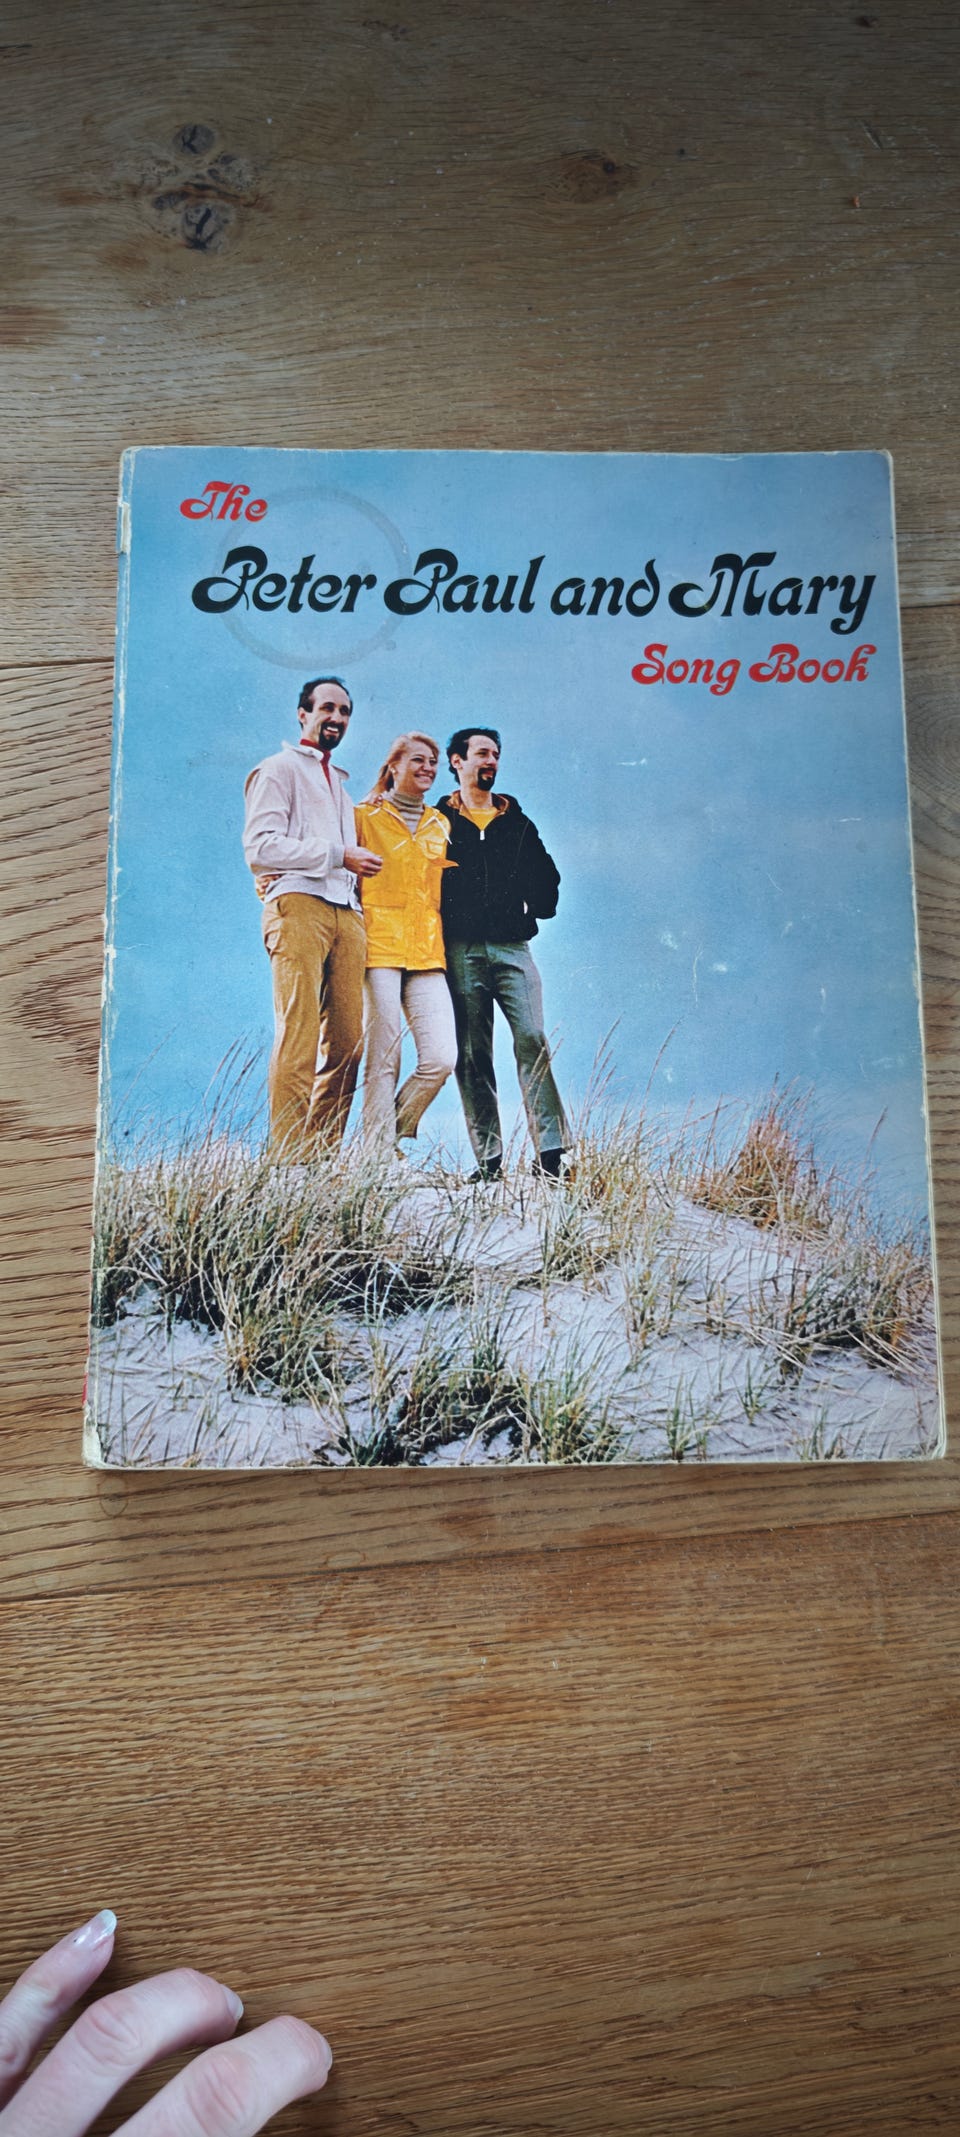 The
Peter Paul and Mary
Song Book